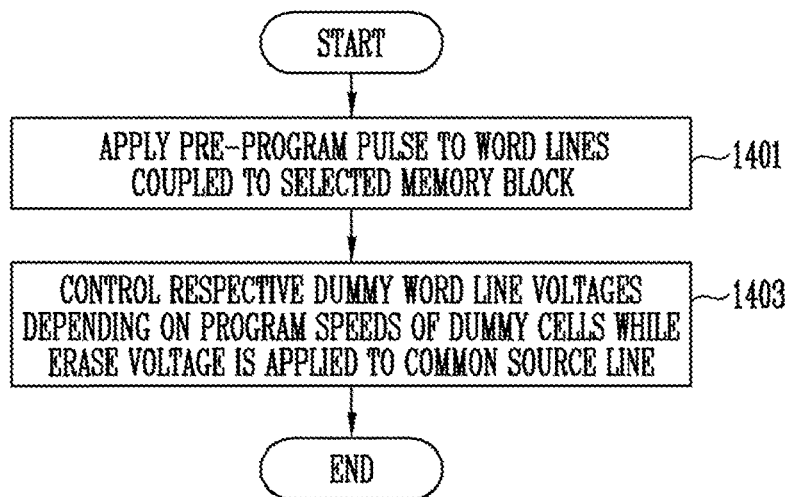 START
APPLY PRE-PROGRAM PULSE TO WORD LINES
COUPLED TO SELECTED MEMORY BLOCK
1401
CONTROL RESPECTIVE DUMMY WORD LINE VOLTAGES
DEPENDING ON PROGRAM SPEEDS OF DUMMY CELLS WHILE
ERASE VOLTAGE IS APPLIED TO COMMON SOURCE LINE
1403
END